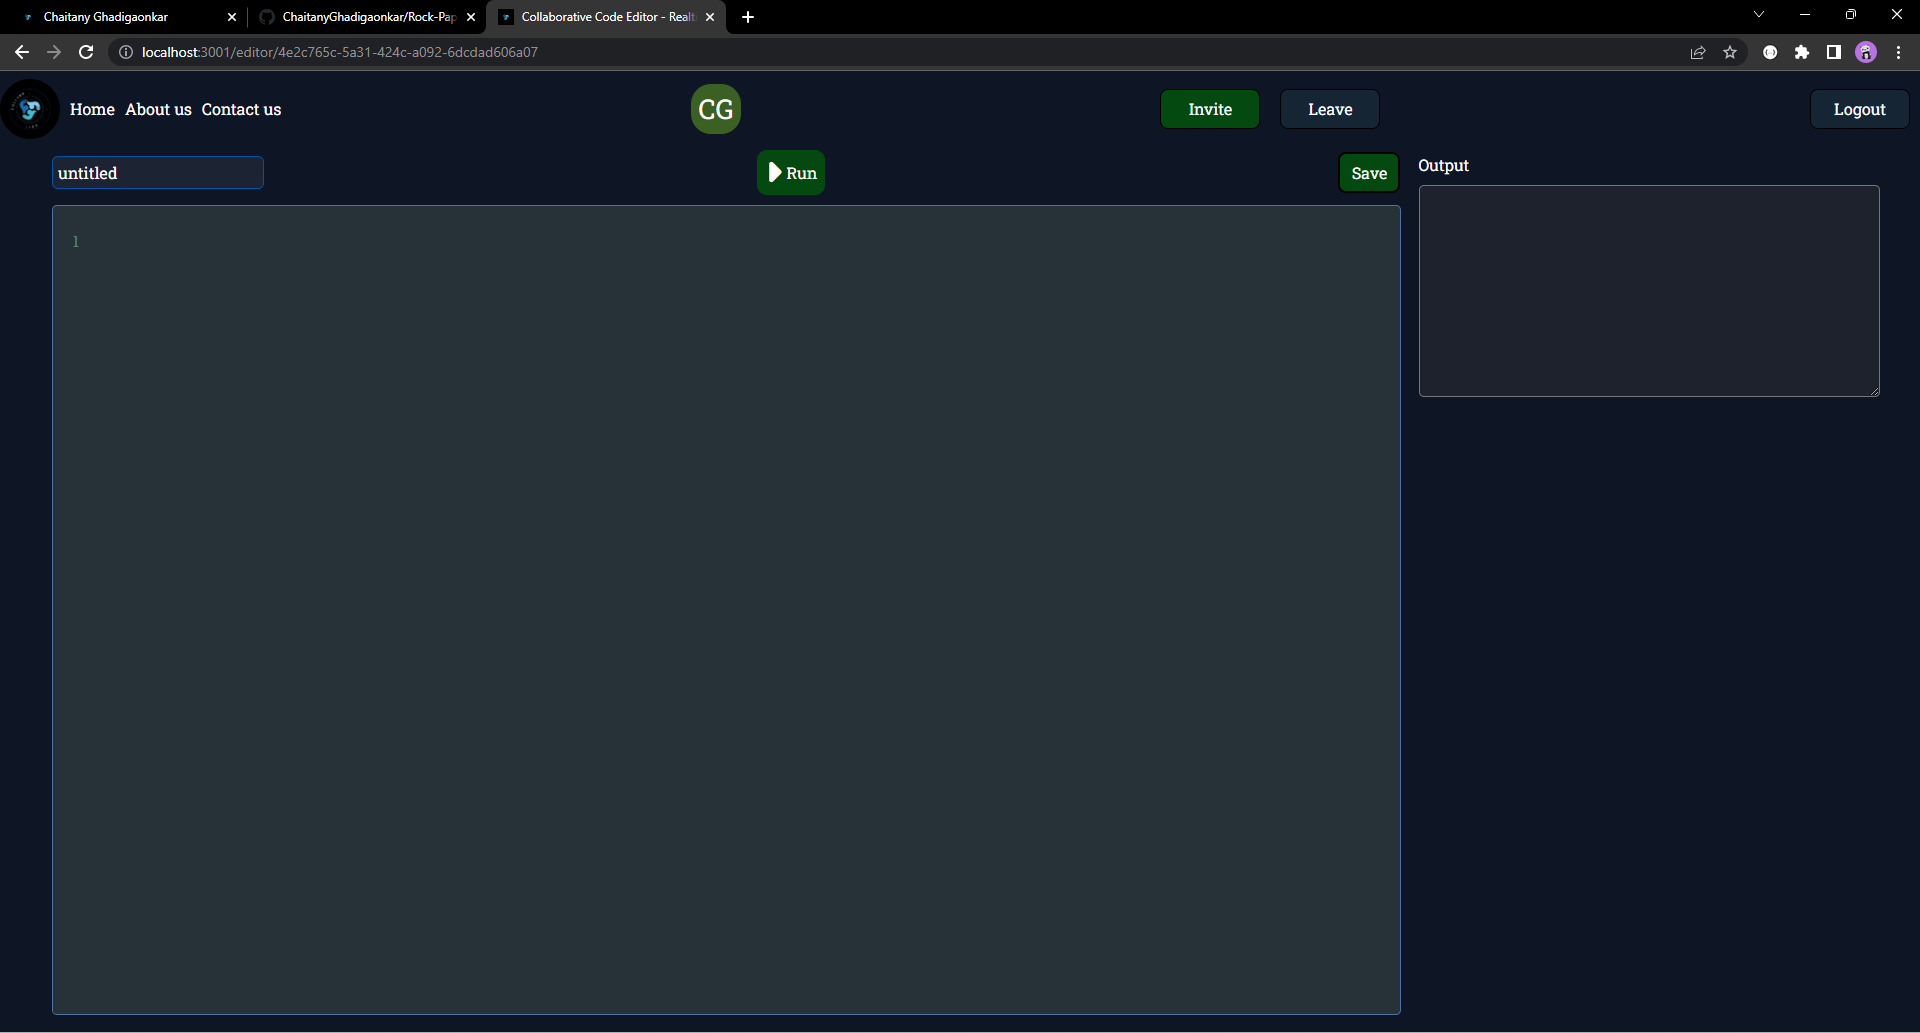 Chaitany Ghadigaonkar
ChaitanyGhadigaonkar/Rock-Pap
Collaborative Code Editor - Realt
localhost:3001/editor/4e2c765c-5a31-424c-a092-6dcdad606a07
Home About us Contact us
CG
Invite
Leave
Logout
untitled
Run
Save
Output
1